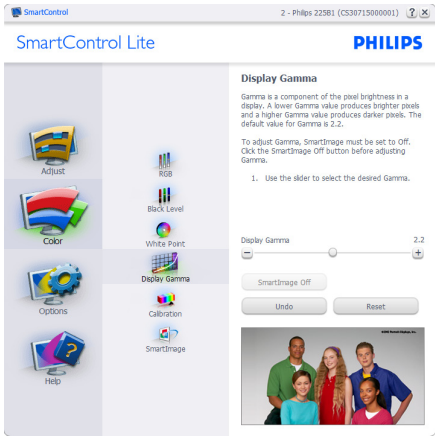 SmartControl
2 - Philips 225B1 (CS30715000001)
?
SmartControl Lite
PHILIPS
Adjust
Color
Options
Help
RGB
Black Level
White Point
Display Gamma
Calibration
SmartImage
Display Gamma
Gamma is a component of the pixel brightness in a
display. A lower Gamma value produces brighter pixels
and a higher Gamma value produces darker pixels. The
default value for Gamma is 2.2.
To adjust Gamma, SmartImage must be set to Off.
Click the SmartImage Off button before adjusting
Gamma.
1. Use the slider to select the desired Gamma.
Display Gamma
2.2
SmartImage Off
Undo
Reset